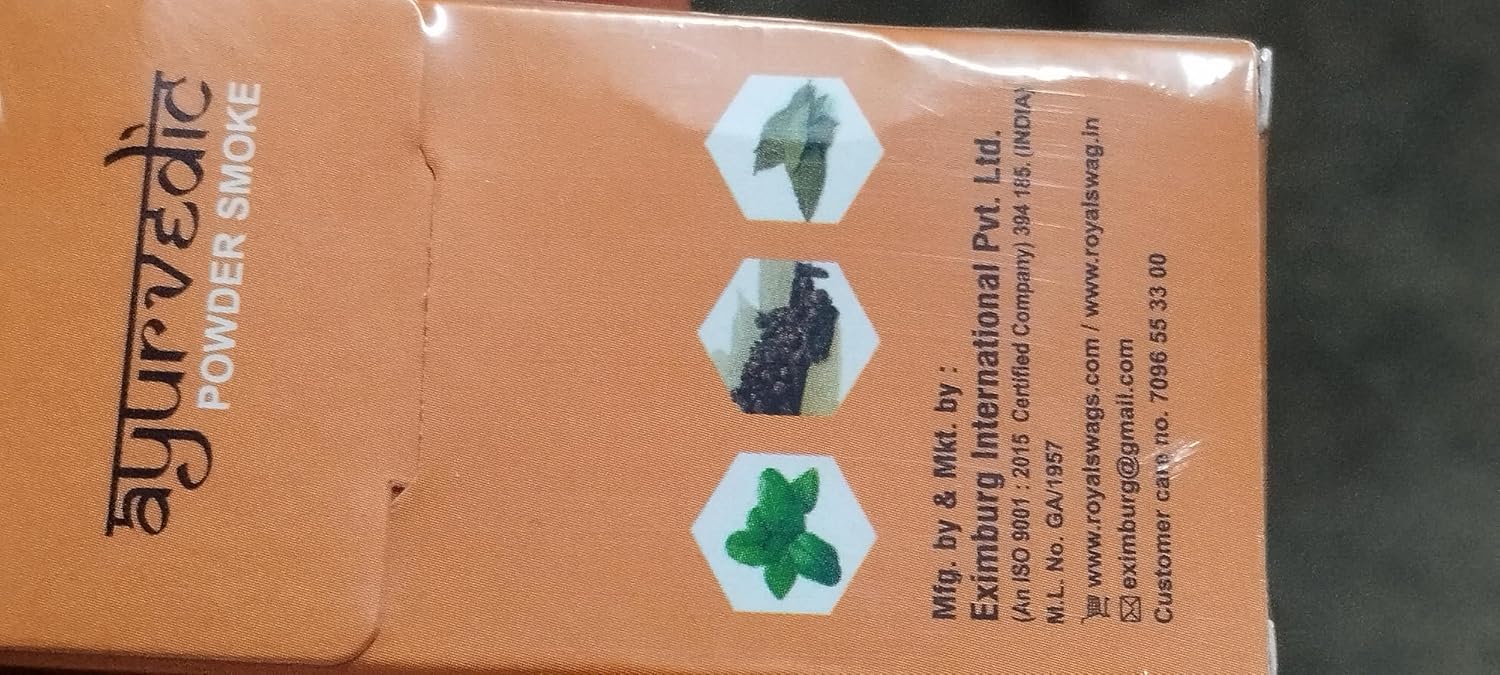 ayurvedic
POWDER SMOKE
Mfg. by & Mkt. by :
Eximburg International Pvt. Ltd.
(An ISO 9001 : 2015 Certified Company) 394 185. (INDIA)
M.L. No. GA/1957
www.royalswags.com / www.royalswag.in
eximburg@gmail.com
Customer care no. 7096 55 33 00